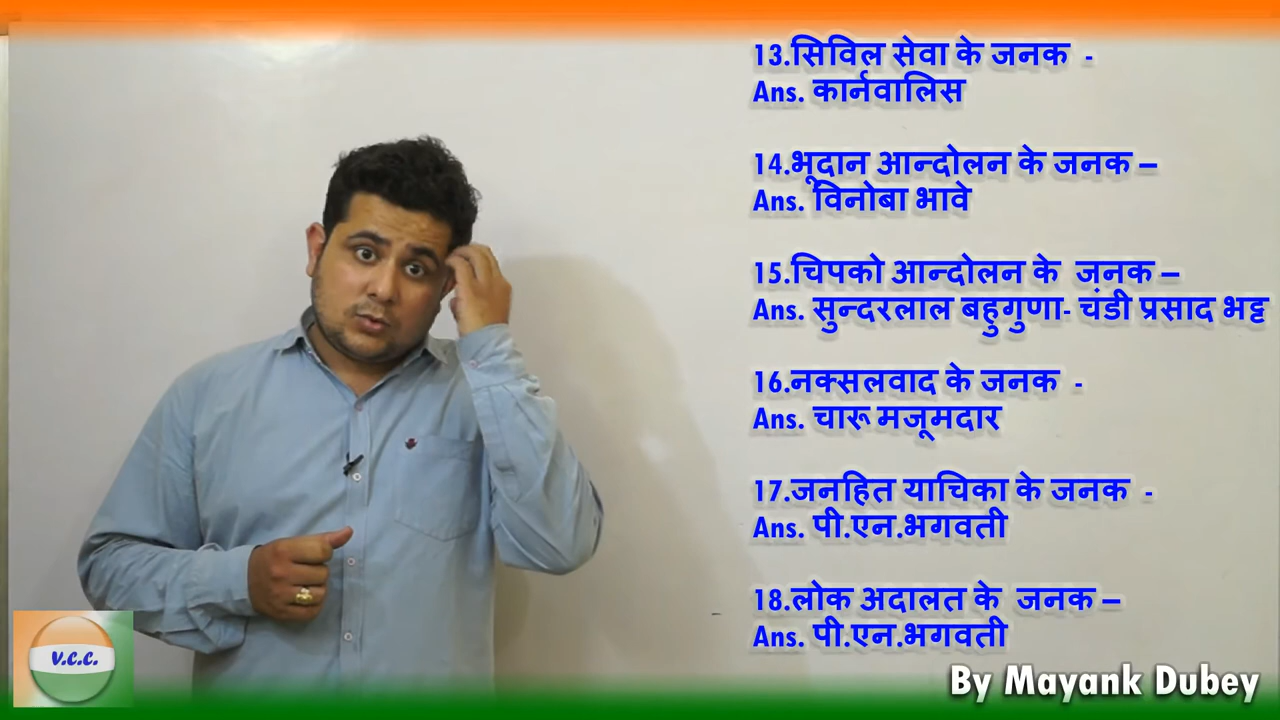 13.सिविल सेवा के जनक -
Ans. कार्नवालिस
14.भूदान आन्दोलन के जनक –
Ans. विनोबा भावे
15.चिपको आन्दोलन के जनक –
Ans. सुन्दरलाल बहुगुणा- चंडी प्रसाद भट्ट
16.नक्सलवाद के जनक -
Ans. चारू मजूमदार
17.जनहित याचिका के जनक -
Ans. पी.एन.भगवती
18.लोक अदालत के जनक –
Ans. पी.एन.भगवती
V.C.C.
By Mayank Dubey